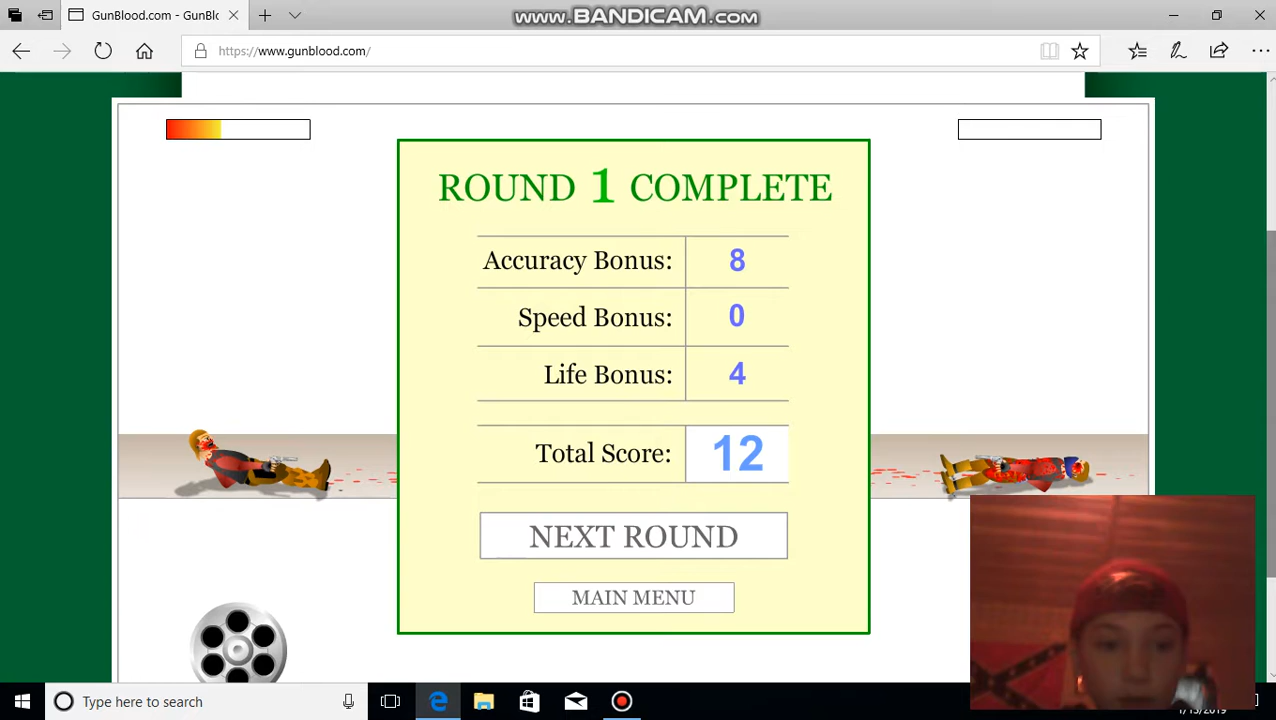 GunBlood.com - GunBlo
www.BANDICAM.com
https://www.gunblood.com/
ROUND 1 COMPLETE
Accuracy Bonus: 8
Speed Bonus: 0
Life Bonus: 4
Total Score: 12
NEXT ROUND
MAIN MENU
Type here to search